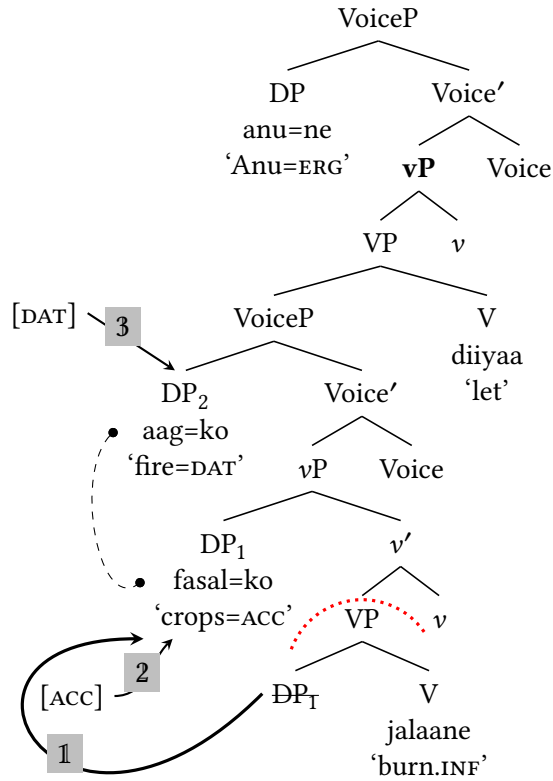 VoiceP
DP Voice′
anu=ne
‘Anu=ERG’ vP Voice
VP v
[DAT] 3 VoiceP V
diiyaa
‘let’
DP₂ Voice′
aag=ko
‘fire=DAT’ vP Voice
DP₁ v′
fasal=ko
‘crops=ACC’ VP v
[ACC] 2 DP₁ V
jalaane
1 ‘burn.INF’